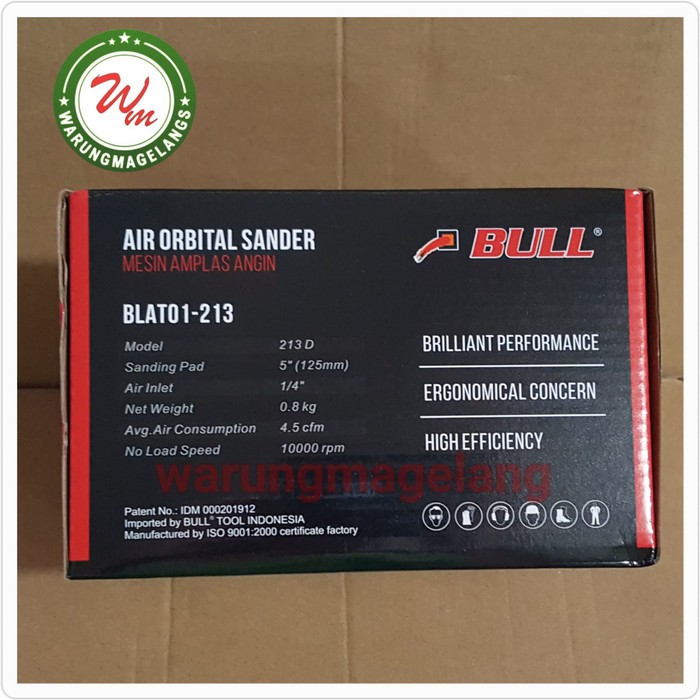 Wm
WARUNGMAGELANGS
AIR ORBITAL SANDER
MESIN AMPLAS ANGIN
BULL®
BLAT01-213
Model 213 D
Sanding Pad 5" (125mm)
Air Inlet 1/4"
Net Weight 0.8 kg
Avg.Air Consumption 4.5 cfm
No Load Speed 10000 rpm
BRILLIANT PERFORMANCE
ERGONOMICAL CONCERN
HIGH EFFICIENCY
warungmagelang
Patent No.: IDM 000201912
Imported by BULL® TOOL INDONESIA
Manufactured by ISO 9001:2000 certificate factory